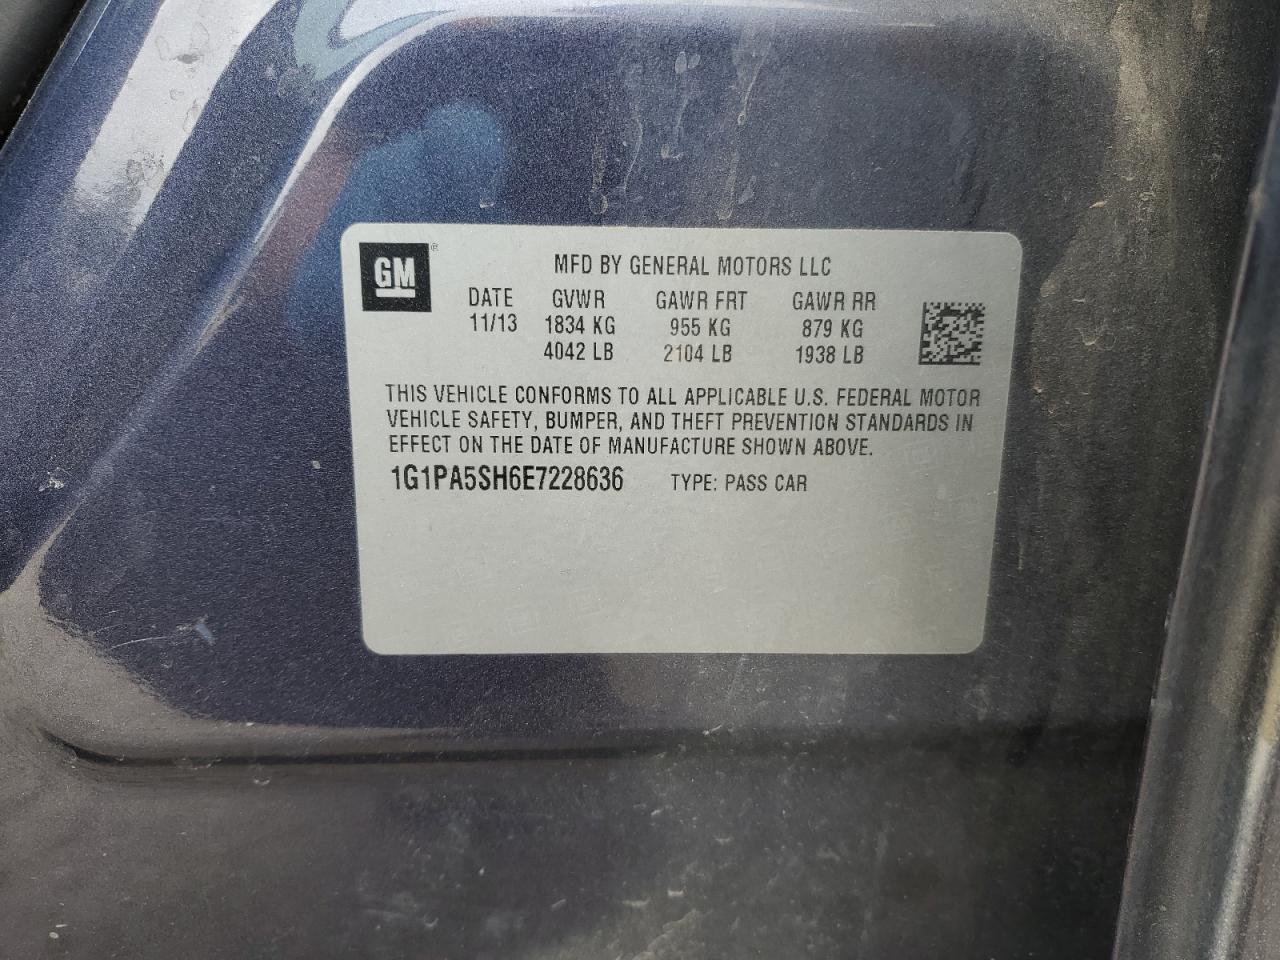 GM ®
MFD BY GENERAL MOTORS LLC
DATE GVWR GAWR FRT GAWR RR
11/13 1834 KG 955 KG 879 KG
4042 LB 2104 LB 1938 LB
THIS VEHICLE CONFORMS TO ALL APPLICABLE U.S. FEDERAL MOTOR
VEHICLE SAFETY, BUMPER, AND THEFT PREVENTION STANDARDS IN
EFFECT ON THE DATE OF MANUFACTURE SHOWN ABOVE.
1G1PA5SH6E7228636 TYPE: PASS CAR